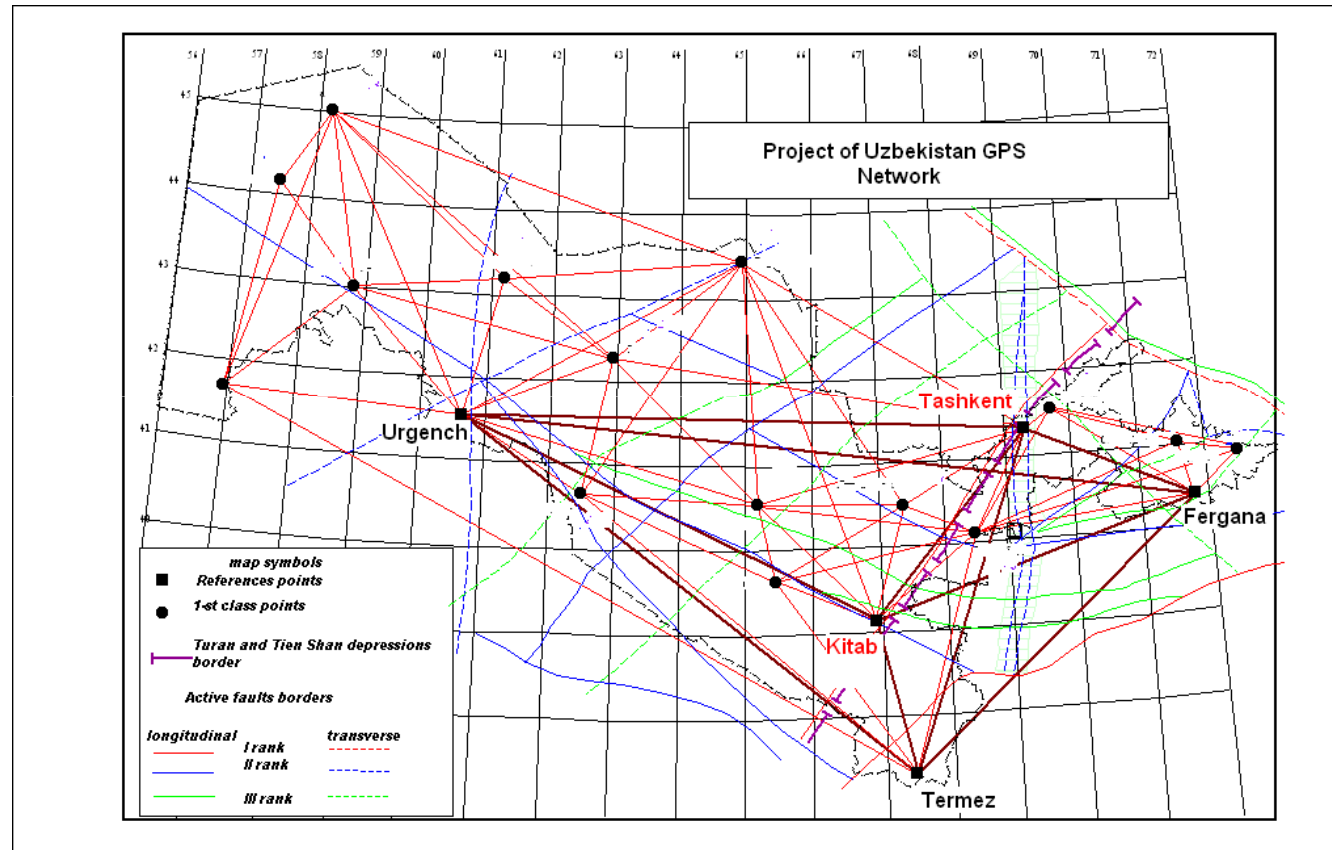 56 57 58 59 60 61 62 63 64 65 66 67 68 69 70 71 72
45
Project of Uzbekistan GPS
Network
44
43
42
Tashkent
41
Urgench
Fergana
40
map symbols
References points
1-st class points
Turan and Tien Shan depressions
border
Kitab
Active faults borders
longitudinal transverse
I rank
II rank
III rank
Termez